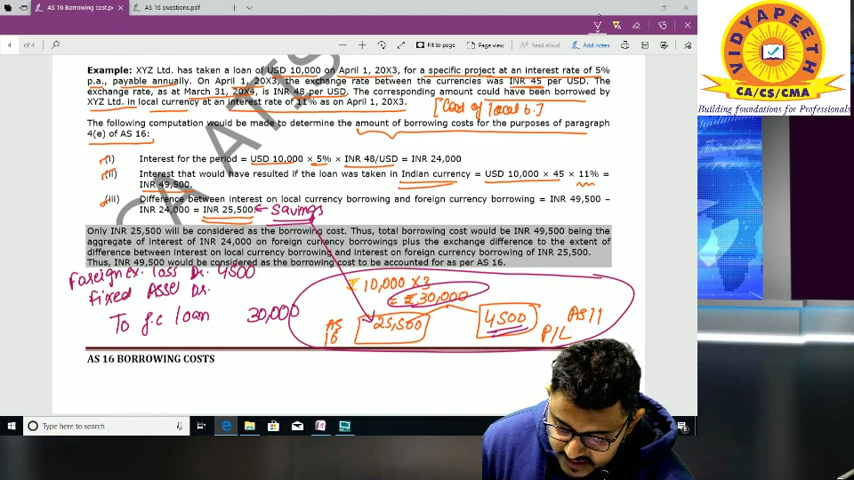 AS 16 Borrowing cost.pdf
AS 16 questions.pdf
4 of 4
Fit to page
Page view
Read aloud
Add notes
Example: XYZ Ltd. has taken a loan of USD 10,000 on April 1, 20X3, for a specific project at an interest rate of 5%
p.a., payable annually. On April 1, 20X3, the exchange rate between the currencies was INR 45 per USD. The
exchange rate, as at March 31, 20X4, is INR 48 per USD. The corresponding amount could have been borrowed
by XYZ Ltd. in local currency at an interest rate of 11% as on April 1, 20X3.
[Cost of local b.]
The following computation would be made to determine the amount of borrowing costs for the purposes of paragraph
4(e) of AS 16:
(i) Interest for the period = USD 10,000 × 5% × INR 48/USD = INR 24,000
(ii) Interest that would have resulted if the loan was taken in Indian currency = USD 10,000 × 45 × 11% =
INR 49,500
(iii) Difference between interest on local currency borrowing and foreign currency borrowing = INR 49,500 –
INR 24,000 = INR 25,500 ← Savings
Only INR 25,500 will be considered as the borrowing cost. Thus, total borrowing cost would be INR 49,500 being the
aggregate of interest of INR 24,000 on foreign currency borrowings plus the exchange difference to the extent of
difference between interest on local currency borrowing and interest on foreign currency borrowing of INR 25,500.
Thus, INR 49,500 would be considered as the borrowing cost to be accounted for as per AS 16.
Foreign ex. loss Dr. 4500
Fixed Asset Dr.
To f.c loan 30,000
₹ 10,000 × 3
= ₹ 30,000
AS 16
25,500
4500
AS 11
P/L
AS 16 BORROWING COSTS
Type here to search
VIDYAPEETH
CA/CS/CMA
Building foundations for Professionals